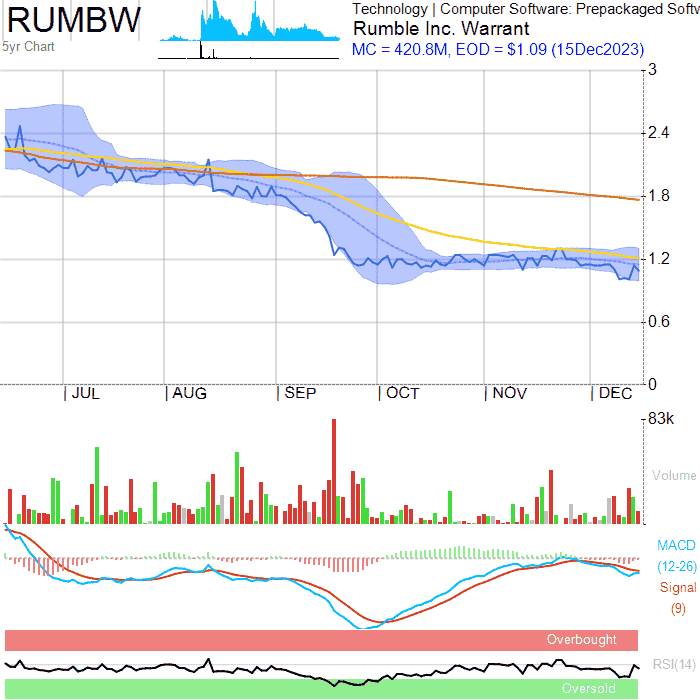 RUMBW
5yr Chart
Technology | Computer Software: Prepackaged Softw
Rumble Inc. Warrant
MC = 420.8M, EOD = $1.09 (15Dec2023)
3
2.4
1.8
1.2
0.6
0
JUL AUG SEP OCT NOV DEC
83k
Volume
MACD
(12-26)
Signal
(9)
Overbought
RSI(14)
Oversold